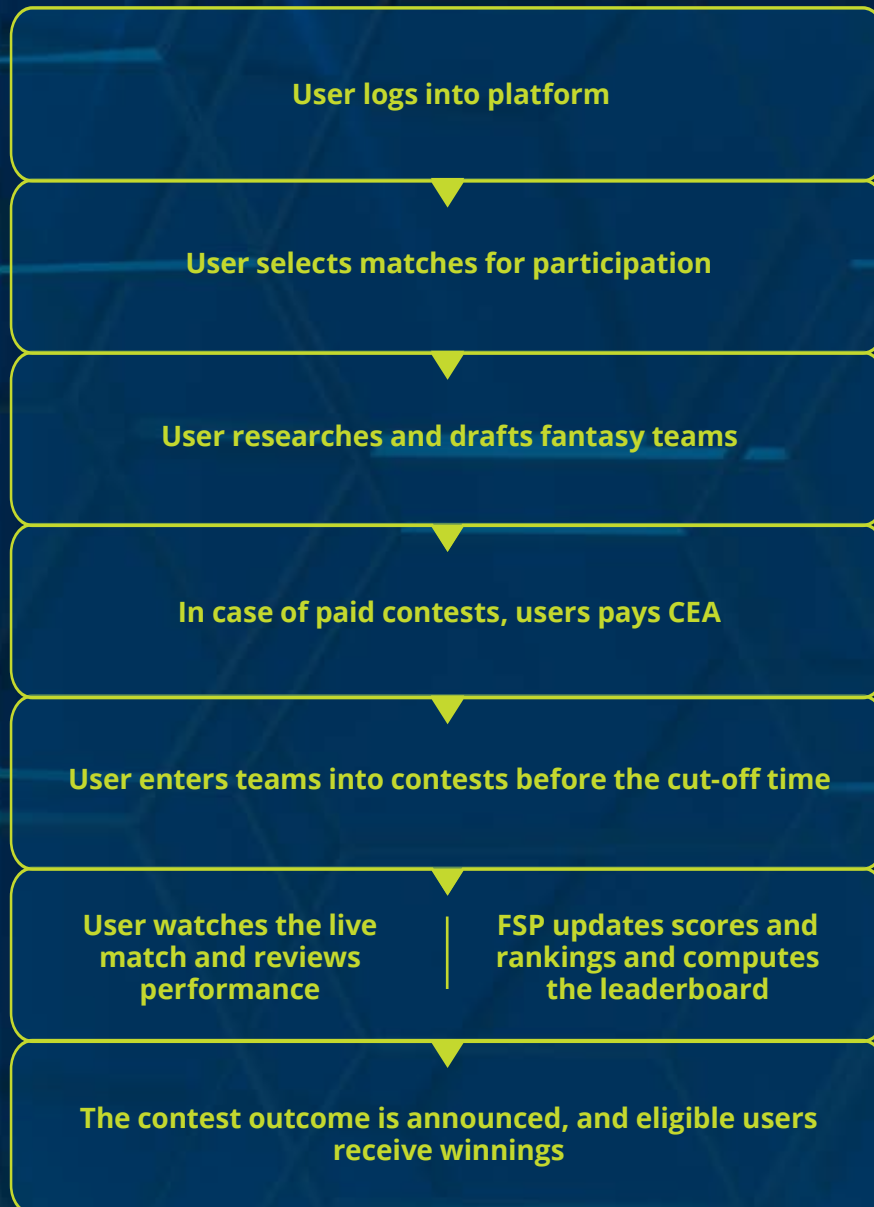 User logs into platform
User selects matches for participation
User researches and drafts fantasy teams
In case of paid contests, users pays CEA
User enters teams into contests before the cut-off time
User watches the live
match and reviews
performance
FSP updates scores and
rankings and computes
the leaderboard
The contest outcome is announced, and eligible users
receive winnings